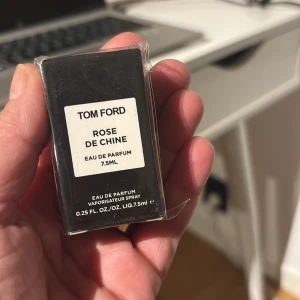 TOM FORD
ROSE
DE CHINE
EAU DE PARFUM
7.5ML
EAU DE PARFUM
VAPORISATEUR SPRAY
0.25 FL. OZ./OZ. LIQ.7.5ml ℮